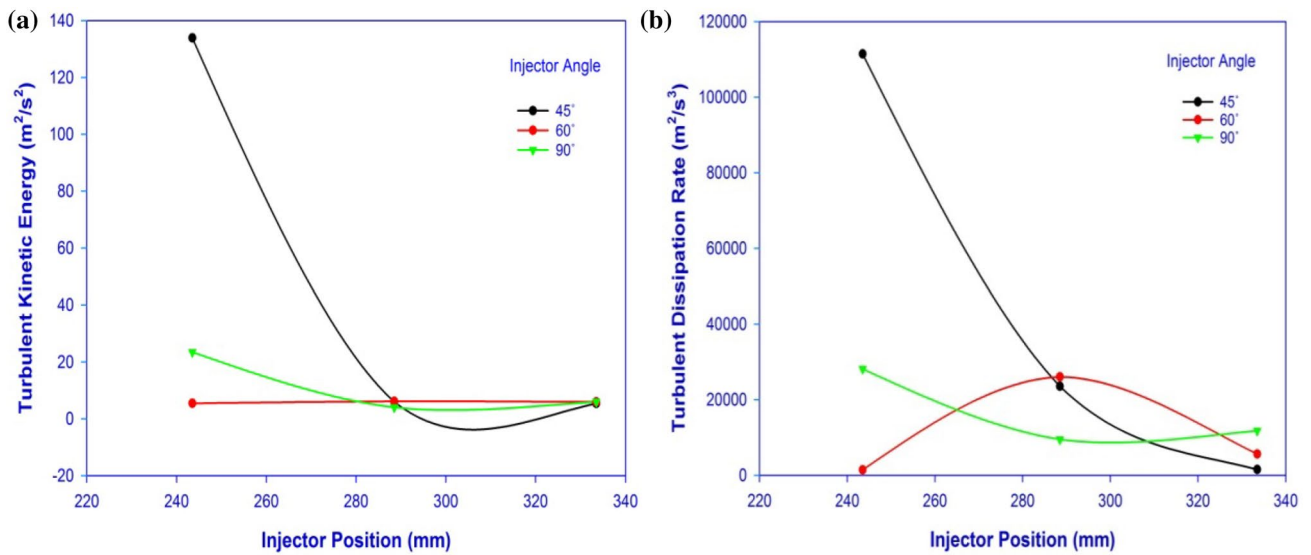 (a)
Turbulent Kinetic Energy (m²/s²)
140
120
100
80
60
40
20
0
-20
Injector Angle
45°
60°
90°
220 240 260 280 300 320 340
Injector Position (mm)
(b)
Turbulent Dissipation Rate (m²/s³)
120000
100000
80000
60000
40000
20000
0
Injector Angle
45°
60°
90°
220 240 260 280 300 320 340
Injector Position (mm)